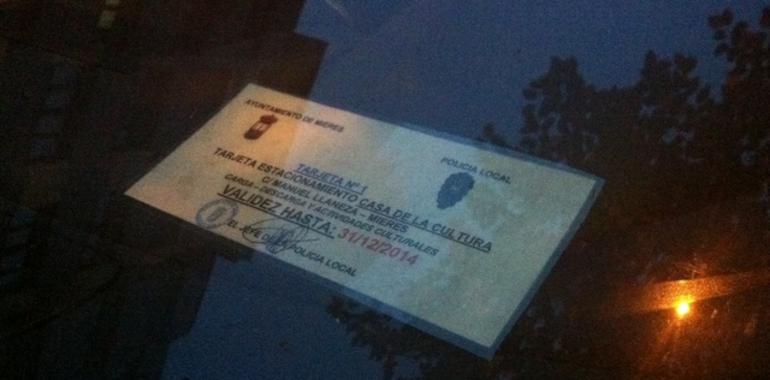 AYUNTAMIENTO DE MIERES
POLICIA LOCAL
TARJETA Nº 1
TARJETA ESTACIONAMIENTO CASA DE LA CULTURA
C/ MANUEL LLANEZA – MIERES
CARGA – DESCARGA Y ACTIVIDADES CULTURALES
VALIDEZ HASTA: 31/12/2014
EL JEFE DE LA POLICIA LOCAL